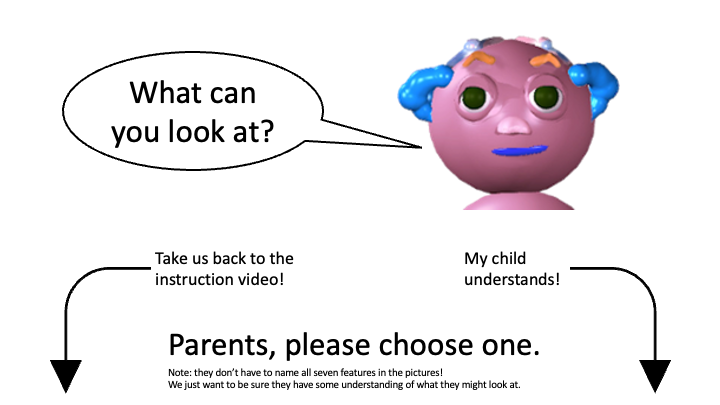 What can
you look at?
Take us back to the
instruction video!
My child
understands!
Parents, please choose one.
Note: they don’t have to name all seven features in the pictures!
We just want to be sure they have some understanding of what they might look at.